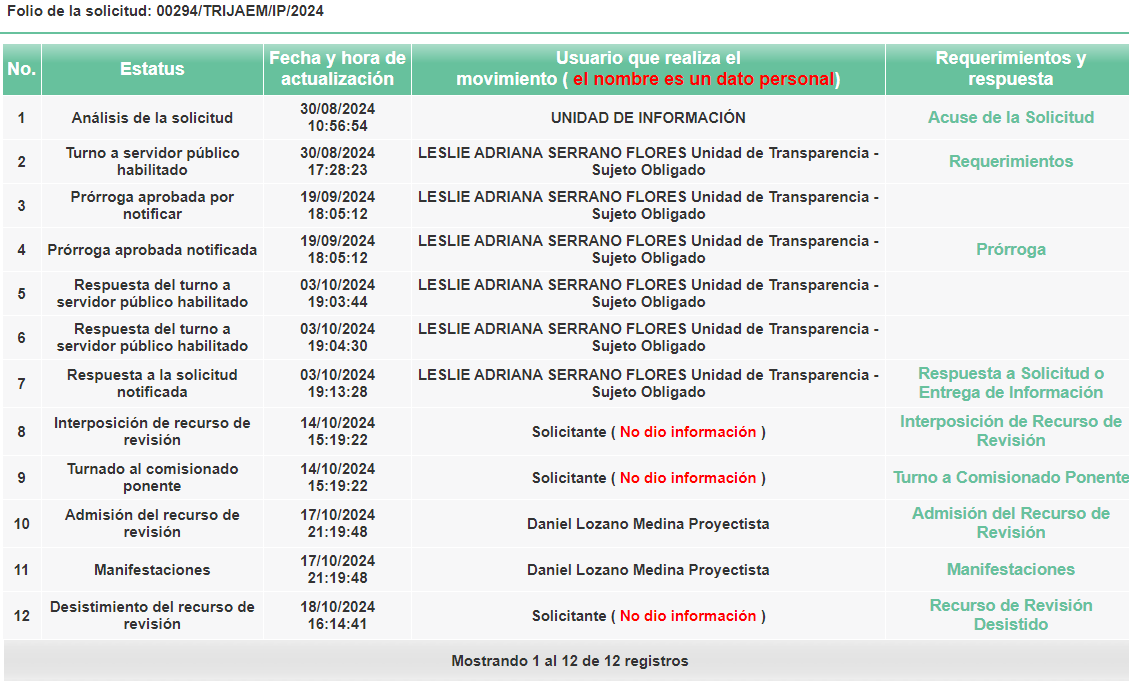 Folio de la solicitud: 00294/TRIJAEM/IP/2024
No.
Estatus
Fecha y hora de
actualización
Usuario que realiza el
movimiento ( el nombre es un dato personal)
Requerimientos y
respuesta
1
Análisis de la solicitud
30/08/2024
10:56:54
UNIDAD DE INFORMACIÓN
Acuse de la Solicitud
2
Turno a servidor público
habilitado
30/08/2024
17:28:23
LESLIE ADRIANA SERRANO FLORES Unidad de Transparencia -
Sujeto Obligado
Requerimientos
3
Prórroga aprobada por
notificar
19/09/2024
18:05:12
LESLIE ADRIANA SERRANO FLORES Unidad de Transparencia -
Sujeto Obligado
4
Prórroga aprobada notificada
19/09/2024
18:05:12
LESLIE ADRIANA SERRANO FLORES Unidad de Transparencia -
Sujeto Obligado
Prórroga
5
Respuesta del turno a
servidor público habilitado
03/10/2024
19:03:44
LESLIE ADRIANA SERRANO FLORES Unidad de Transparencia -
Sujeto Obligado
6
Respuesta del turno a
servidor público habilitado
03/10/2024
19:04:30
LESLIE ADRIANA SERRANO FLORES Unidad de Transparencia -
Sujeto Obligado
7
Respuesta a la solicitud
notificada
03/10/2024
19:13:28
LESLIE ADRIANA SERRANO FLORES Unidad de Transparencia -
Sujeto Obligado
Respuesta a Solicitud o
Entrega de Información
8
Interposición de recurso de
revisión
14/10/2024
15:19:22
Solicitante ( No dio información )
Interposición de Recurso de
Revisión
9
Turnado al comisionado
ponente
14/10/2024
15:19:22
Solicitante ( No dio información )
Turno a Comisionado Ponente
10
Admisión del recurso de
revisión
17/10/2024
21:19:48
Daniel Lozano Medina Proyectista
Admisión del Recurso de
Revisión
11
Manifestaciones
17/10/2024
21:19:48
Daniel Lozano Medina Proyectista
Manifestaciones
12
Desistimiento del recurso de
revisión
18/10/2024
16:14:41
Solicitante ( No dio información )
Recurso de Revisión
Desistido
Mostrando 1 al 12 de 12 registros